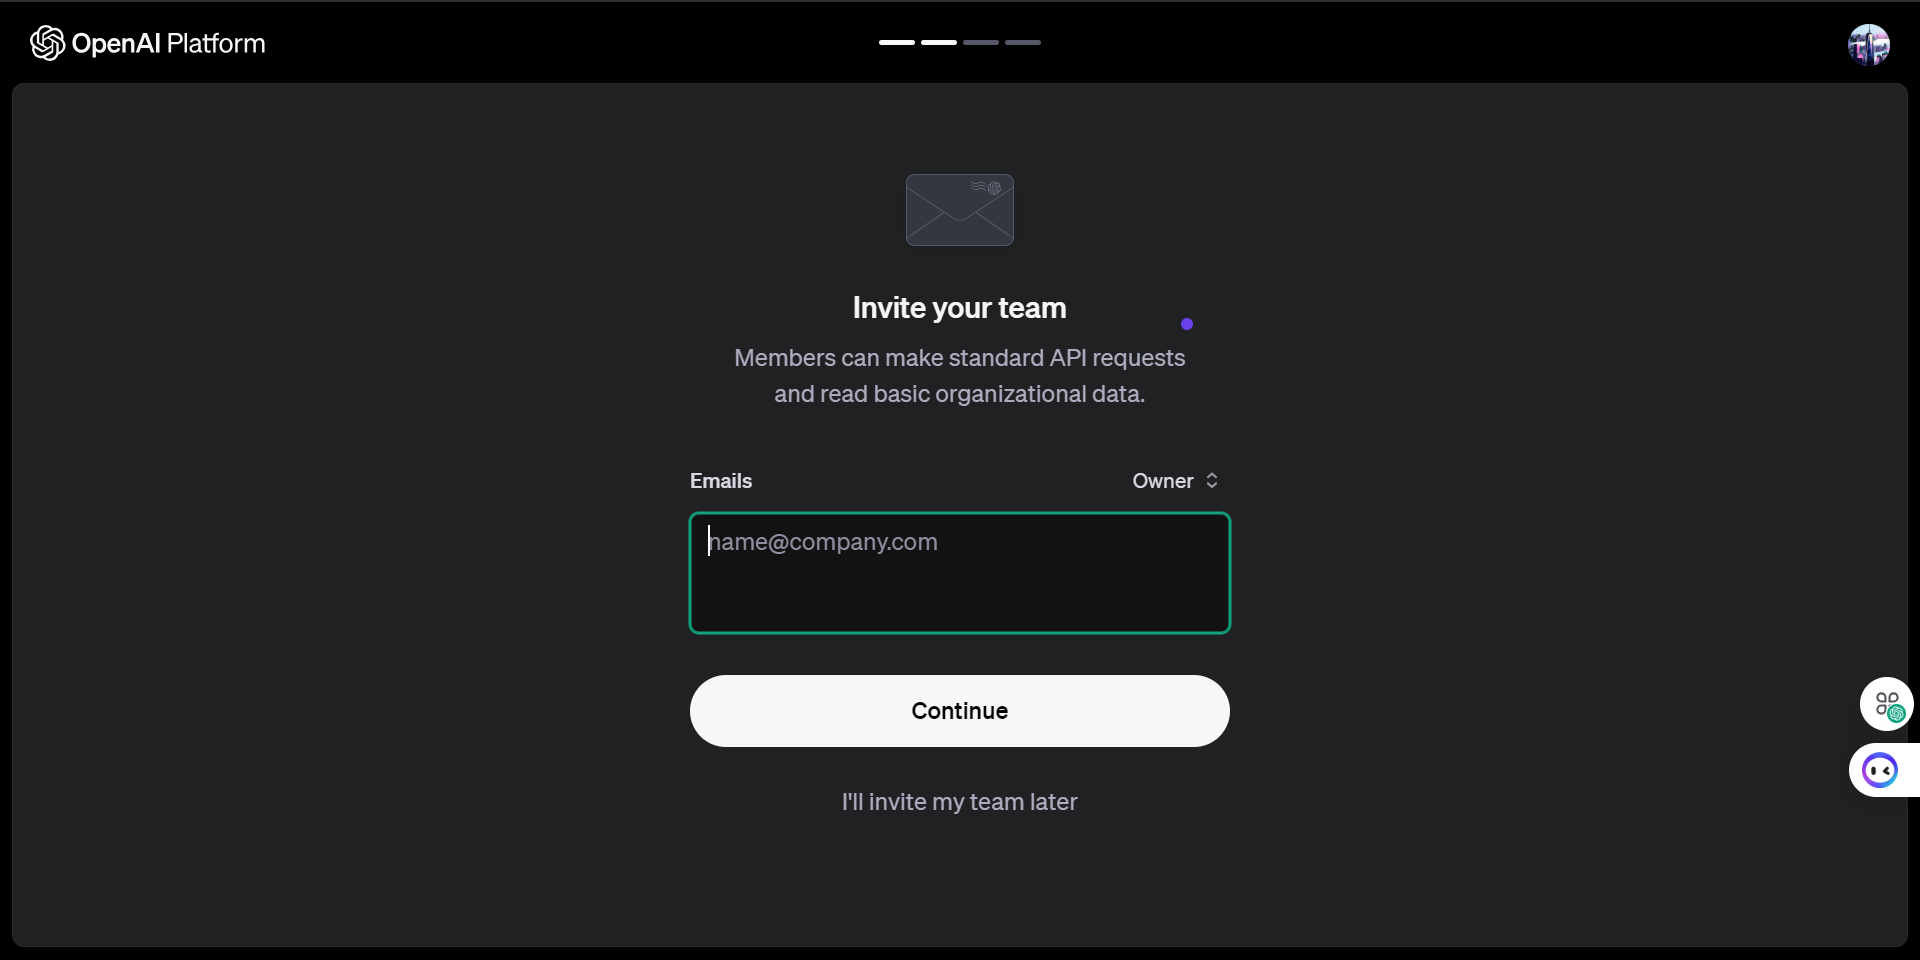 OpenAI Platform
Invite your team
Members can make standard API requests
and read basic organizational data.
Emails
Owner
name@company.com
Continue
I'll invite my team later